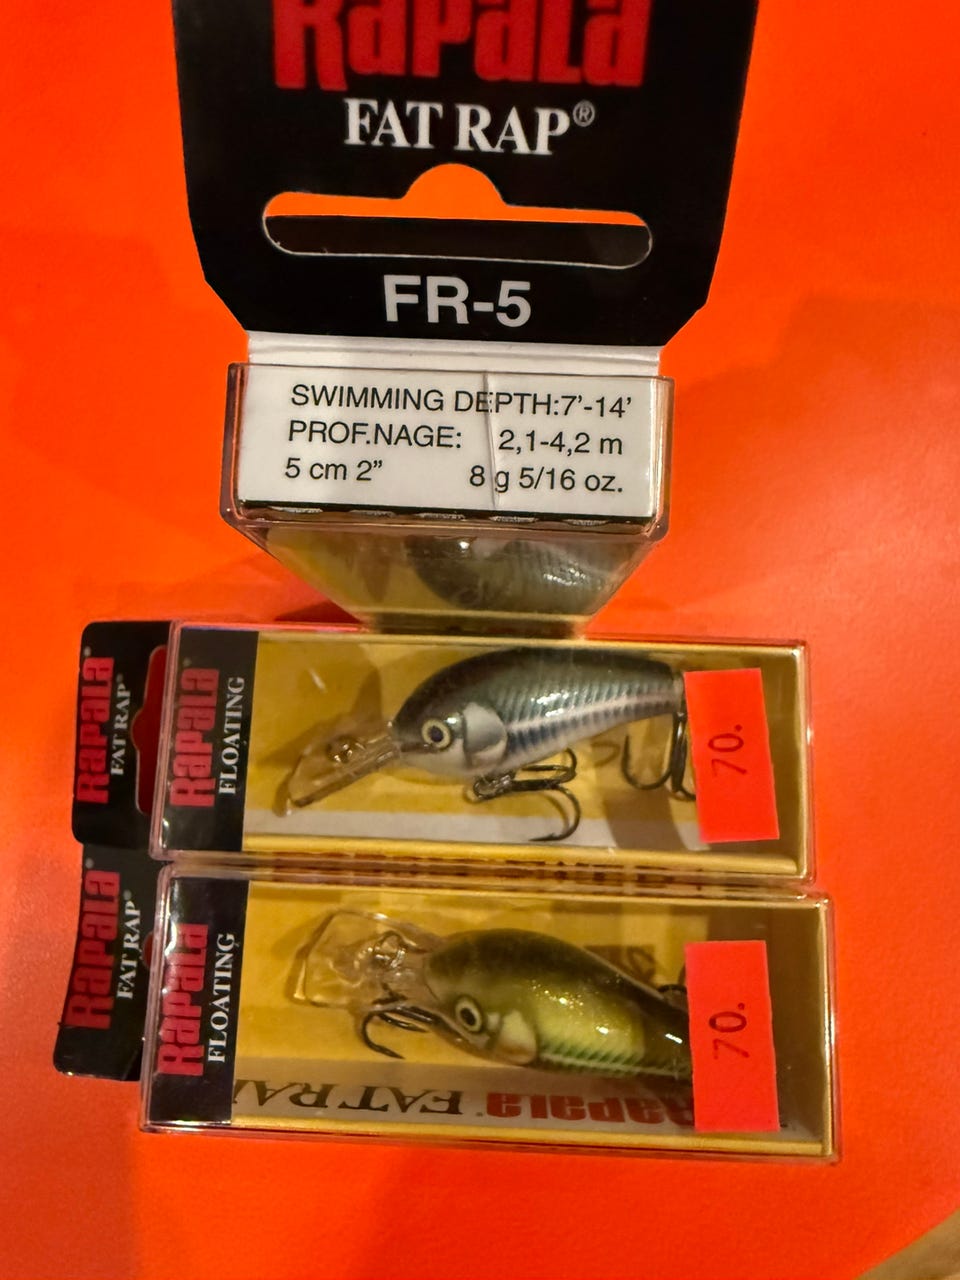 RAPALA
FAT RAP®
FR-5
SWIMMING DEPTH:7'-14'
PROF.NAGE: 2,1-4,2 m
5 cm 2" 8 g 5/16 oz.
RAPALA
FAT RAP®
RAPALA
FLOATING
70.
RAPALA
FAT RAP®
RAPALA
FLOATING
70.
RAPALA® FAT RA